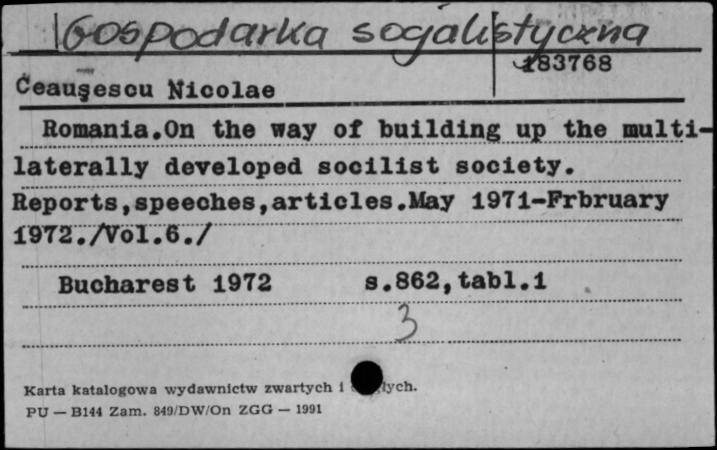 Gospodarka socjalistyczna
183768
Ceauşescu Nicolae
Romania.On the way of building up the multi-
laterally developed socilist society.
Reports,speeches,articles.May 1971-Frbruary
1972./Vol.6./
Bucharest 1972 s.862,tabl.1
3
Karta katalogowa wydawnictw zwartych i
PU — B144 Zam. 849/DW/On ZGG — 1991